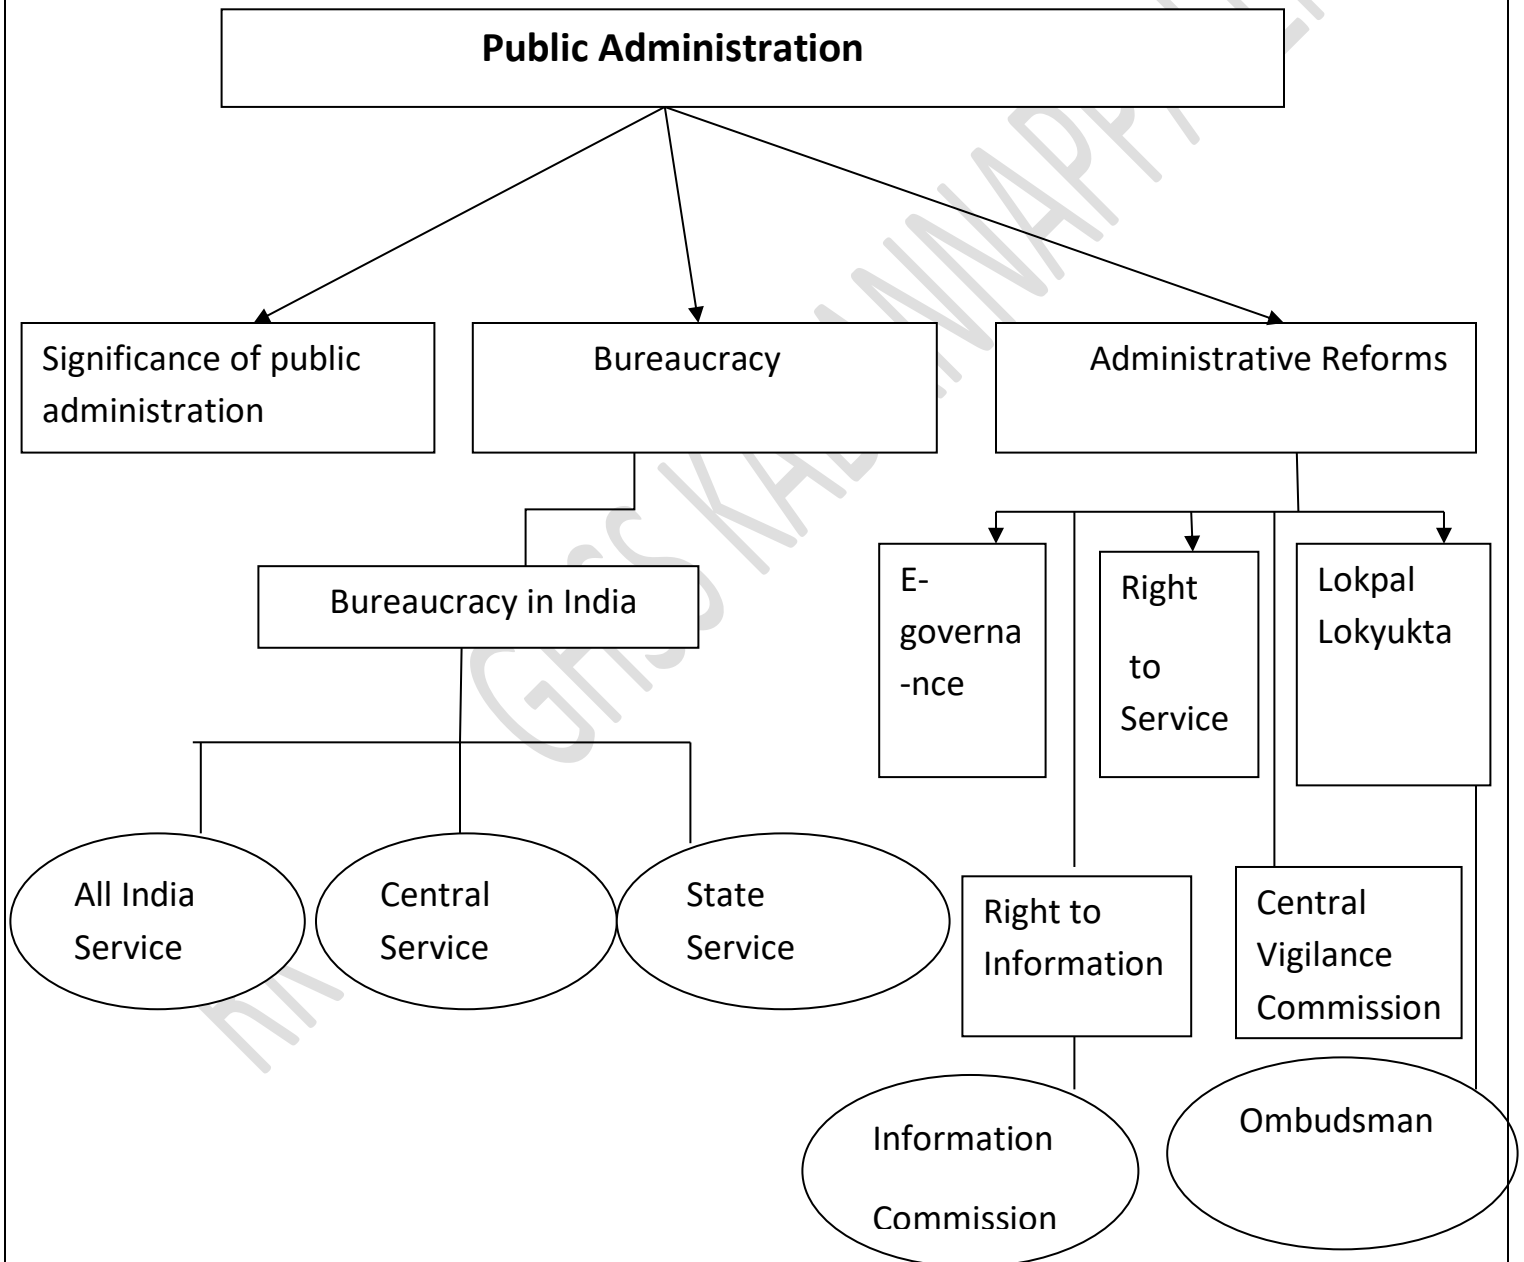 Public Administration
Significance of public
administration
Bureaucracy
Administrative Reforms
Bureaucracy in India
E-
governa
-nce
Right
to
Service
Lokpal
Lokyukta
All India
Service
Central
Service
State
Service
Right to
Information
Central
Vigilance
Commission
Information
Commission
Ombudsman
GHSS